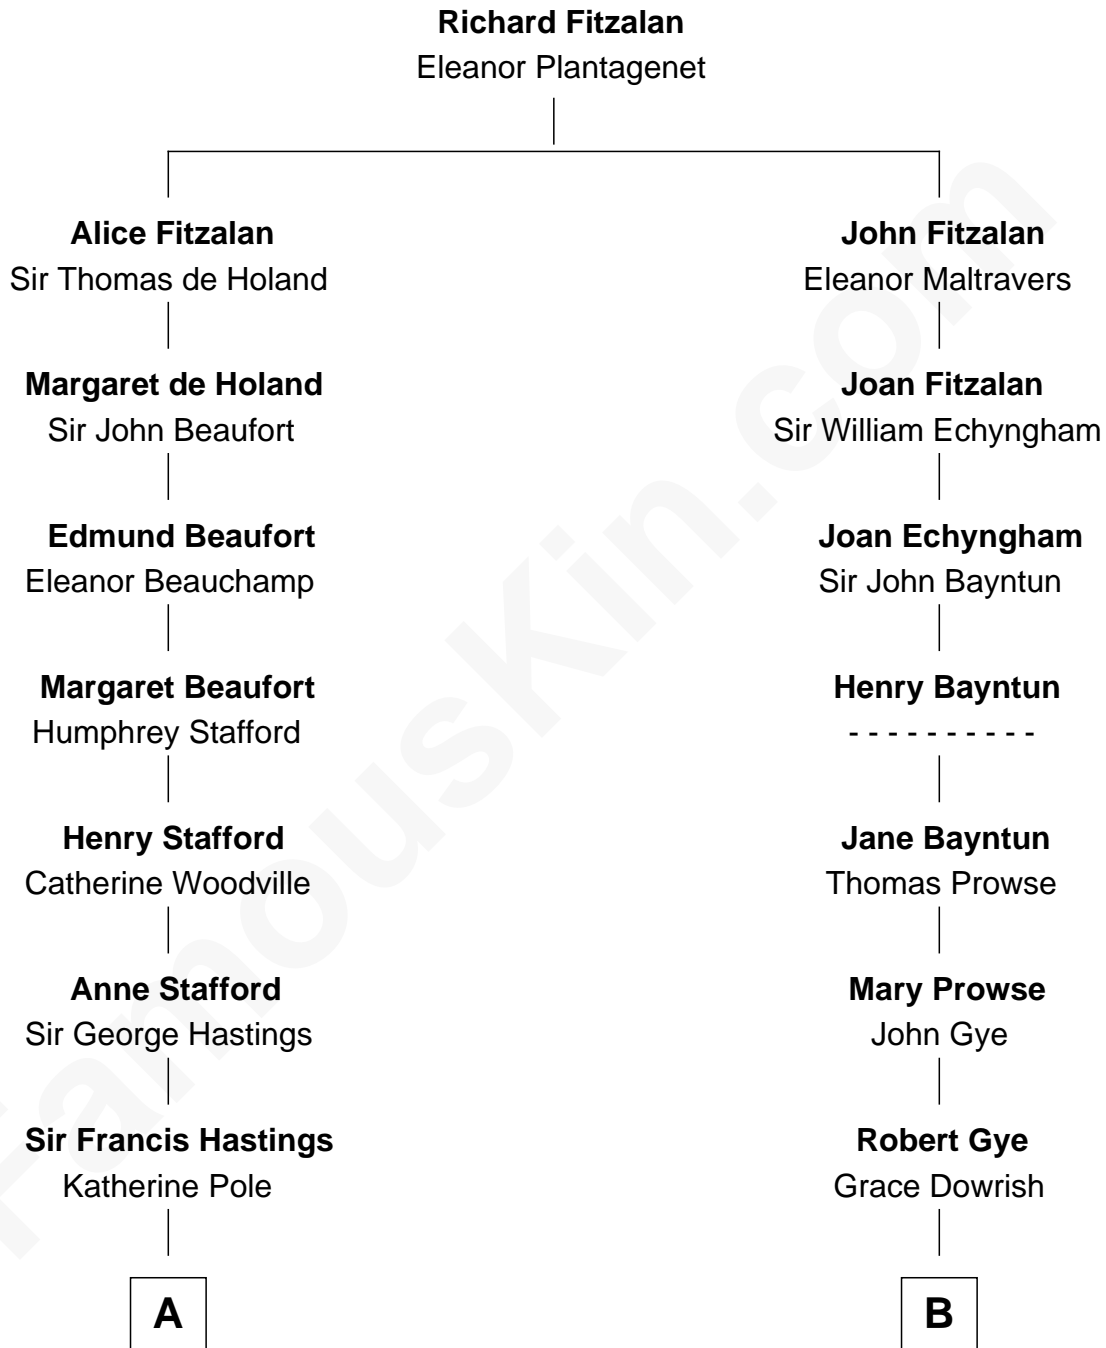 Richard Fitzalan
Eleanor Plantagenet
Alice Fitzalan
Sir Thomas de Holand
Margaret de Holand
Sir John Beaufort
Edmund Beaufort
Eleanor Beauchamp
Margaret Beaufort
Humphrey Stafford
Henry Stafford
Catherine Woodville
Anne Stafford
Sir George Hastings
Sir Francis Hastings
Katherine Pole
A
John Fitzalan
Eleanor Maltravers
Joan Fitzalan
Sir William Echyngham
Joan Echyngham
Sir John Bayntun
Henry Bayntun
- - - - - - - - - -
Jane Bayntun
Thomas Prowse
Mary Prowse
John Gye
Robert Gye
Grace Dowrish
B
FamousKin.com